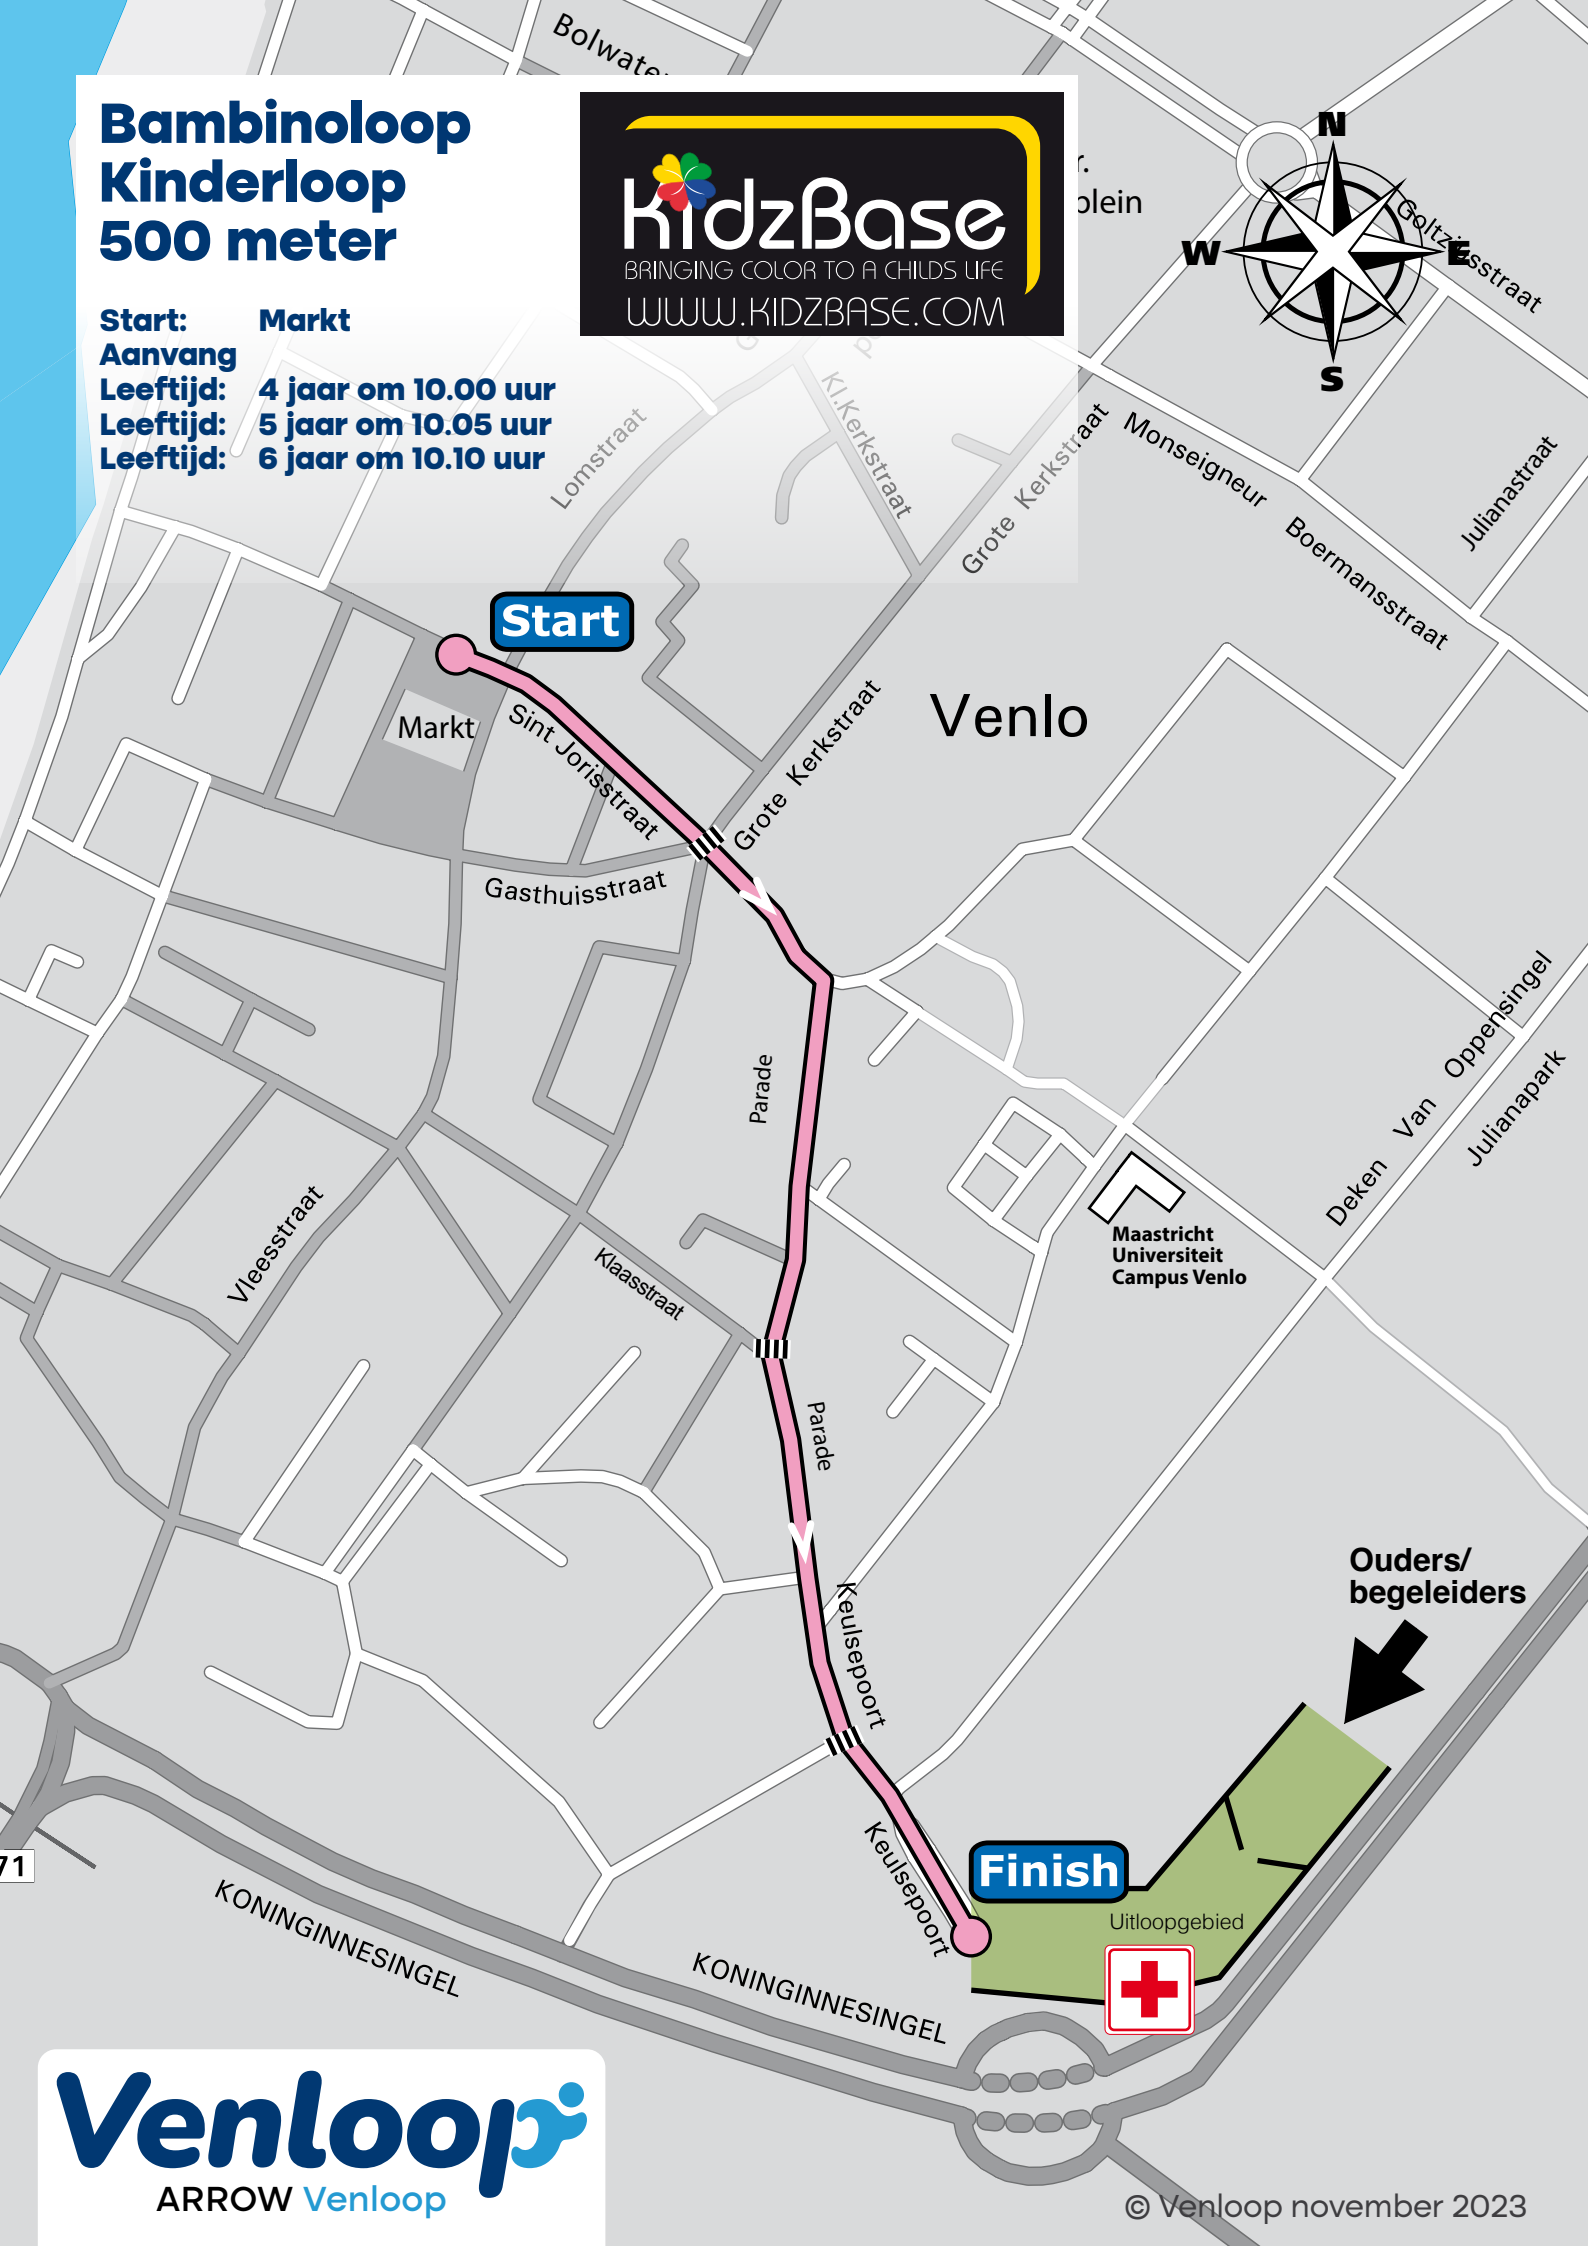 Bolwate
Bambinoloop
Kinderloop
500 meter
Start: Markt
Aanvang
Leeftijd: 4 jaar om 10.00 uur
Leeftijd: 5 jaar om 10.05 uur
Leeftijd: 6 jaar om 10.10 uur
KidzBase
BRINGING COLOR TO A CHILDS LIFE
WWW.KIDZBASE.COM
r.
plein
N
W
E
S
Goltziusstraat
Lomstraat
Kl.Kerkstraat
Grote Kerkstraat
Monseigneur Boermansstraat
Julianastraat
Start
Markt
Sint Jorisstraat
Grote Kerkstraat
Venlo
Gasthuisstraat
Parade
Deken Van Oppensingel
Julianapark
Maastricht
Universiteit
Campus Venlo
Vleesstraat
Klaasstraat
Parade
Keulsepoort
Ouders/
begeleiders
Keulsepoort
Finish
Uitloopgebied
71
KONINGINNESINGEL
KONINGINNESINGEL
Venloop
ARROW Venloop
© Venloop november 2023